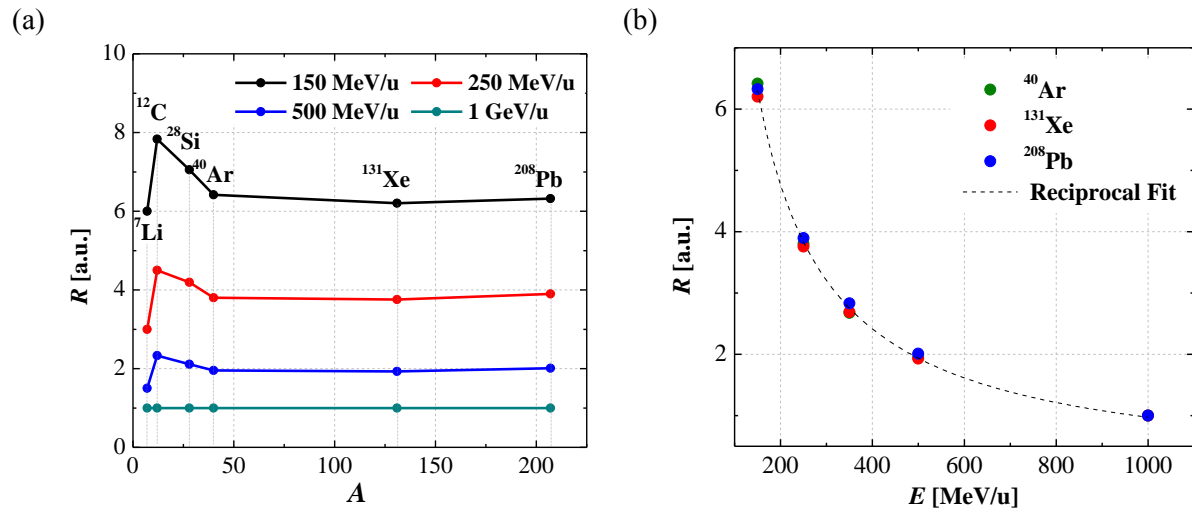 (a)
10
8
6
4
2
0
R [a.u.]
150 MeV/u 250 MeV/u
500 MeV/u 1 GeV/u
¹²C
²⁸Si
⁴⁰Ar
¹³¹Xe
²⁰⁸Pb
⁷Li
0 50 100 150 200
A
(b)
6
4
2
R [a.u.]
⁴⁰Ar
¹³¹Xe
²⁰⁸Pb
Reciprocal Fit
200 400 600 800 1000
E [MeV/u]